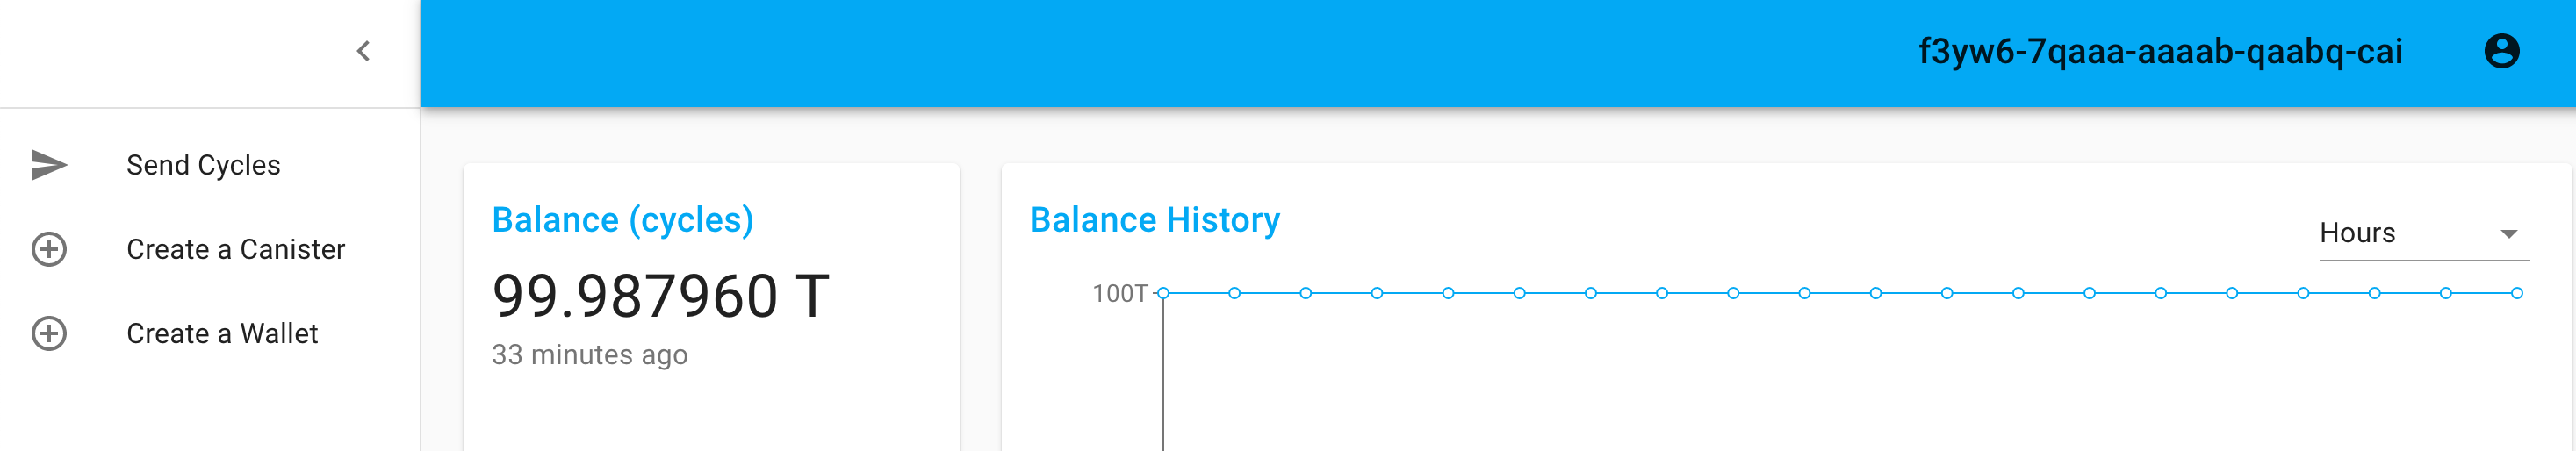 f3yw6-7qaaa-aaaab-qaabq-cai
Send Cycles
Create a Canister
Create a Wallet
Balance (cycles)
99.987960 T
33 minutes ago
Balance History
Hours
100T